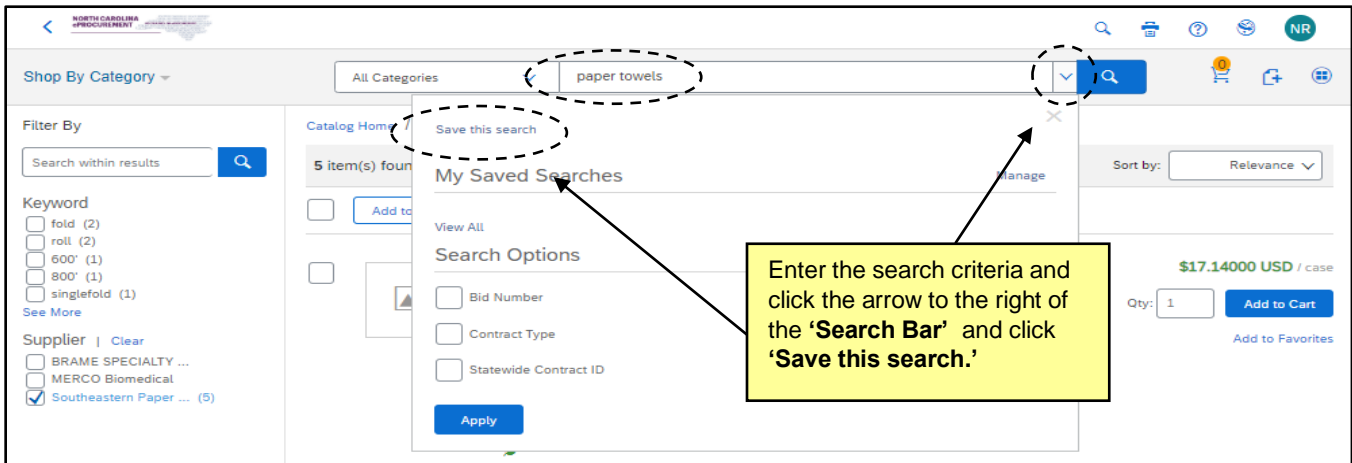 NORTH CAROLINA
ePROCUREMENT
NR
Shop By Category
All Categories
paper towels
0
Filter By
Search within results
Keyword
fold (2)
roll (2)
600' (1)
800' (1)
singlefold (1)
See More
Supplier | Clear
BRAME SPECIALTY ...
MERCO Biomedical
Southeastern Paper ... (5)
Catalog Home /
5 item(s) foun
Add to
Save this search
My Saved Searches
Manage
View All
Search Options
Bid Number
Contract Type
Statewide Contract ID
Apply
Enter the search criteria and
click the arrow to the right of
the ‘Search Bar’ and click
‘Save this search.’
Sort by: Relevance
$17.14000 USD / case
Qty: 1
Add to Cart
Add to Favorites